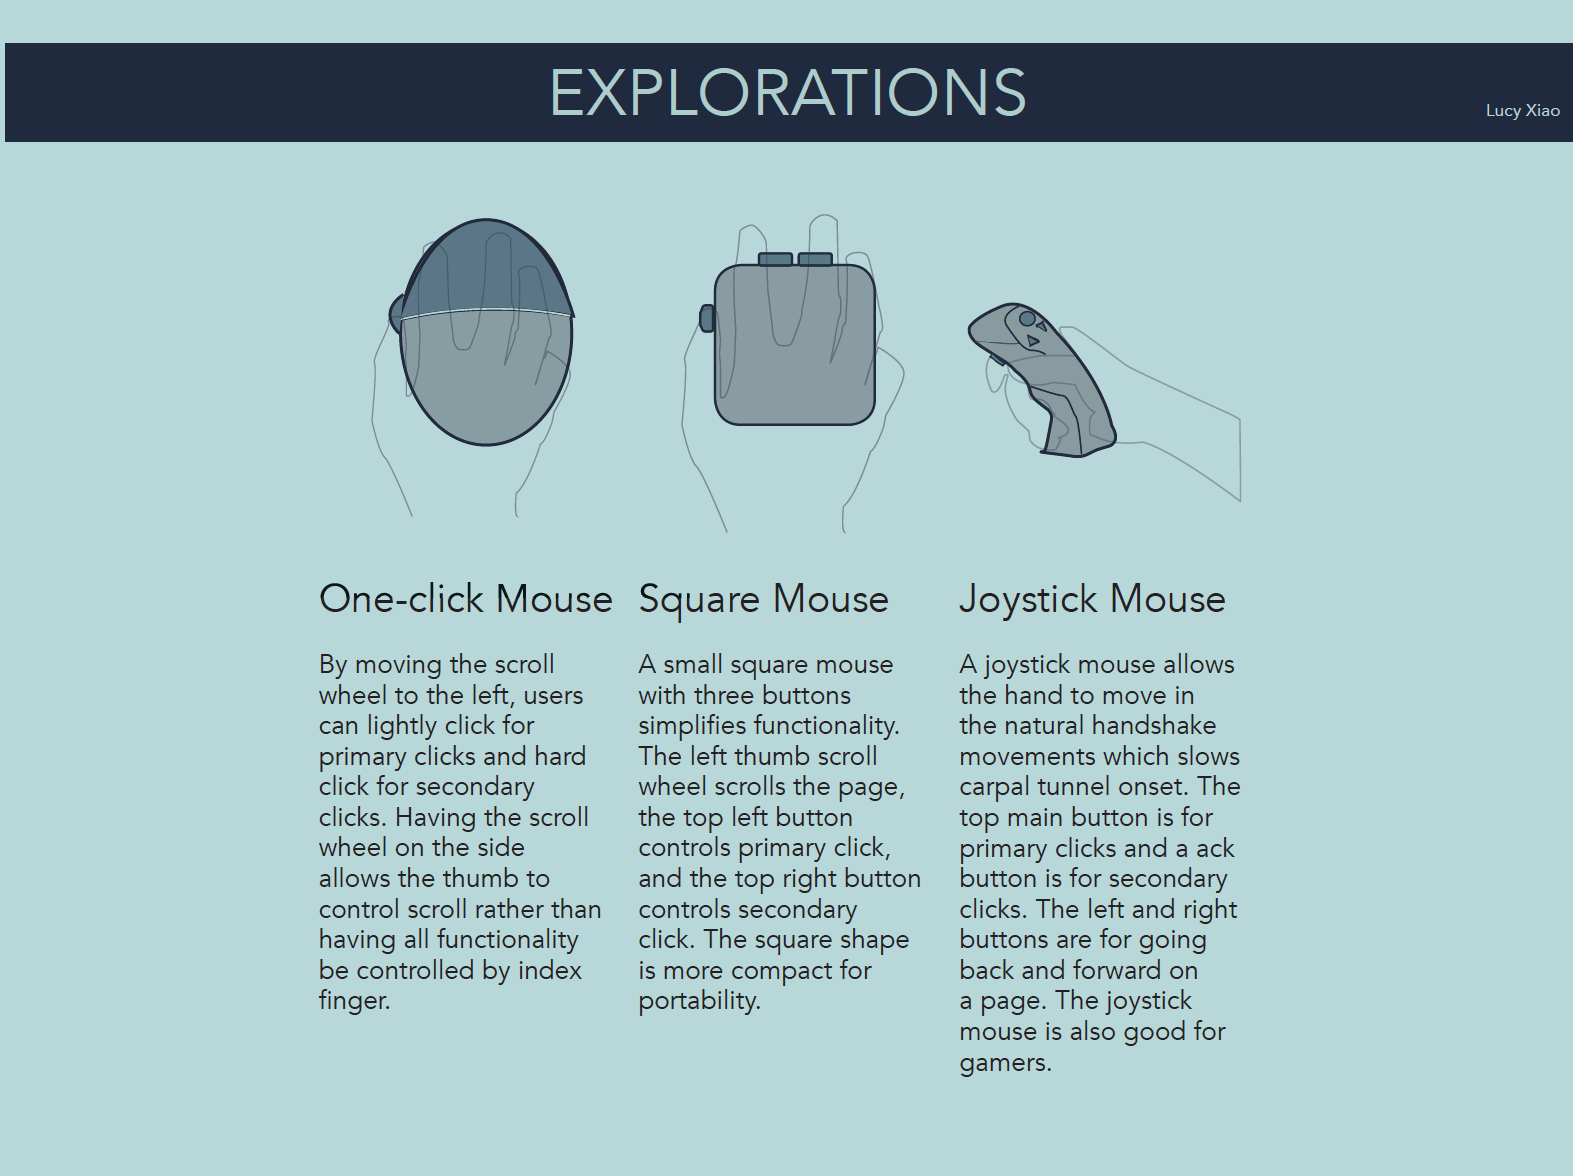 EXPLORATIONS
Lucy Xiao
One-click Mouse
By moving the scroll
wheel to the left, users
can lightly click for
primary clicks and hard
click for secondary
clicks. Having the scroll
wheel on the side
allows the thumb to
control scroll rather than
having all functionality
be controlled by index
finger.
Square Mouse
A small square mouse
with three buttons
simplifies functionality.
The left thumb scroll
wheel scrolls the page,
the top left button
controls primary click,
and the top right button
controls secondary
click. The square shape
is more compact for
portability.
Joystick Mouse
A joystick mouse allows
the hand to move in
the natural handshake
movements which slows
carpal tunnel onset. The
top main button is for
primary clicks and a ack
button is for secondary
clicks. The left and right
buttons are for going
back and forward on
a page. The joystick
mouse is also good for
gamers.